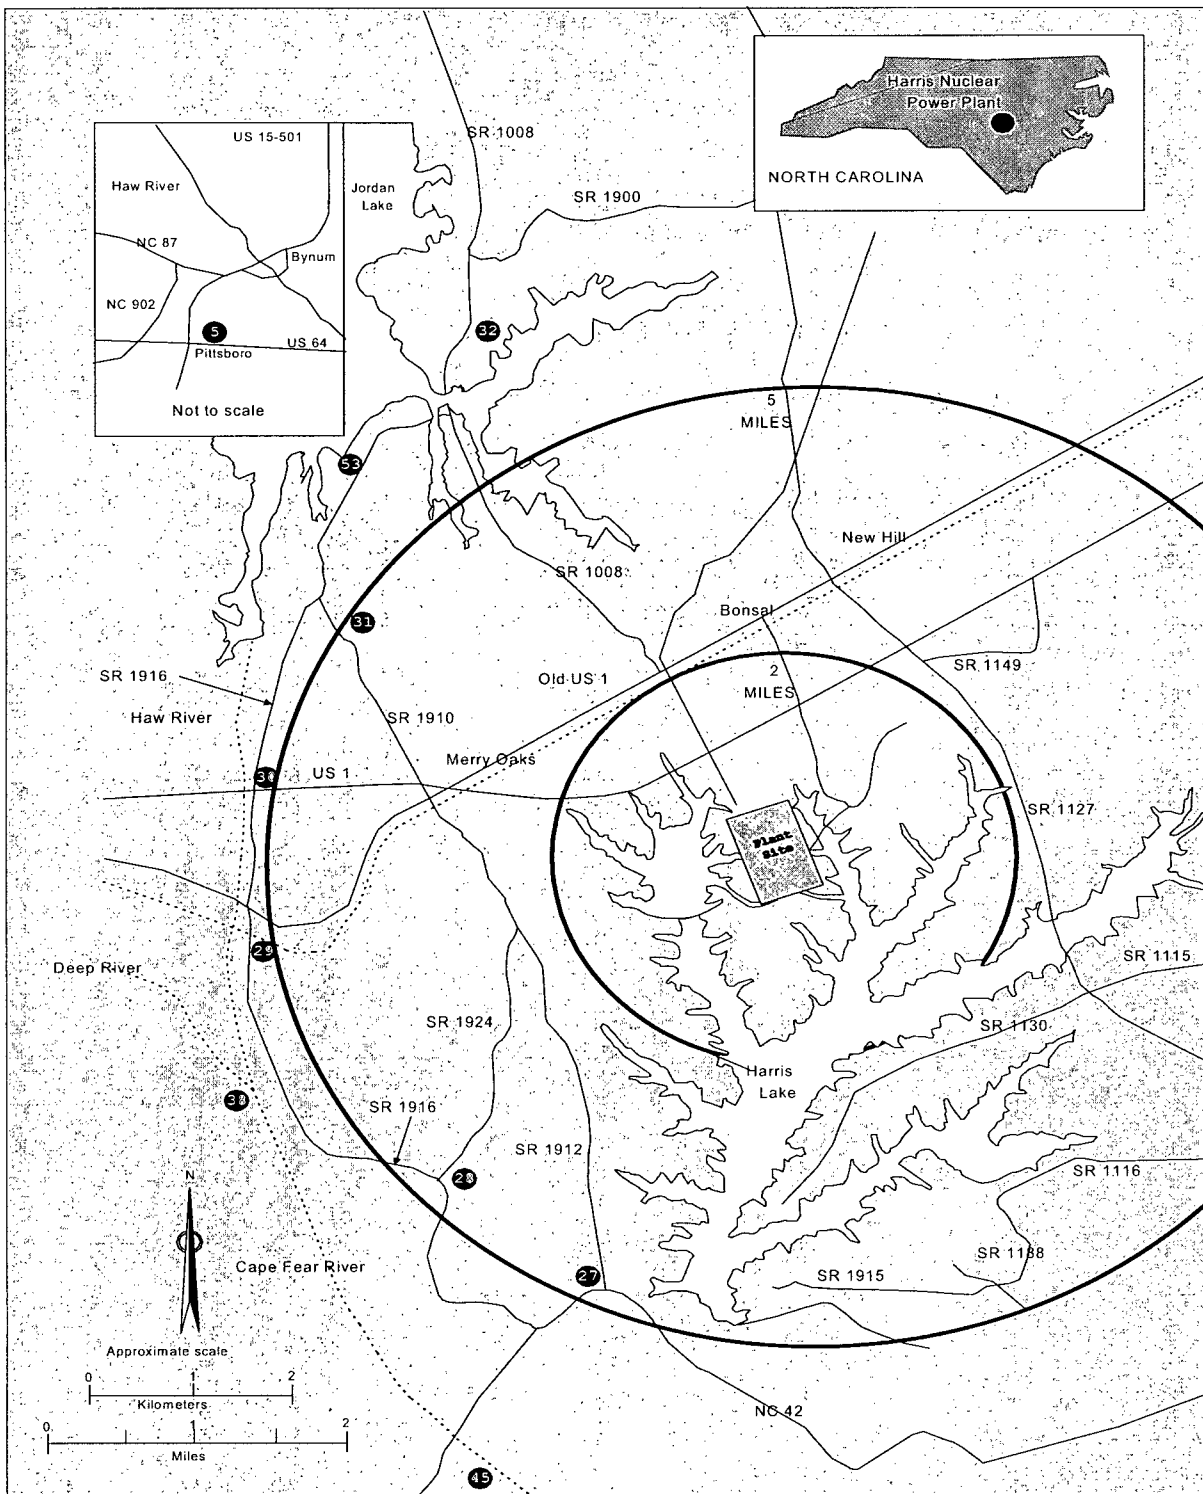 SR 1008
Harris Nuclear
Power Plant
NORTH CAROLINA
US 15-501
Haw River
NC 87
Bynum
NC 902
5
Pittsboro
US 64
Not to scale
Jordan
Lake
SR 1900
32
5
MILES
53
New Hill
SR 1008
Bonsal
31
SR 1149
SR 1916
Haw River
Old US 1
2
MILES
SR 1910
Merry Oaks
US 1
30
SR 1127
Plant
Site
29
Deep River
SR 1115
SR 1924
SR 1130
Harris
Lake
SR 1916
SR 1912
28
SR 1116
N
Cape Fear River
27
SR 1188
SR 1915
Approximate scale
0 1 2
Kilometers
0 1 2
Miles
NC 42
45